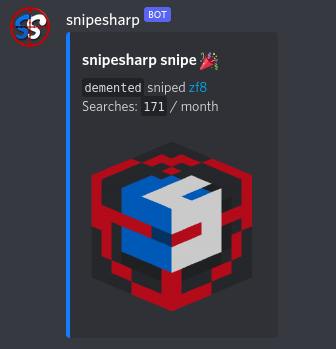 snipesharp BOT
snipesharp snipe 🎉
demented sniped zf8
Searches: 171 / month